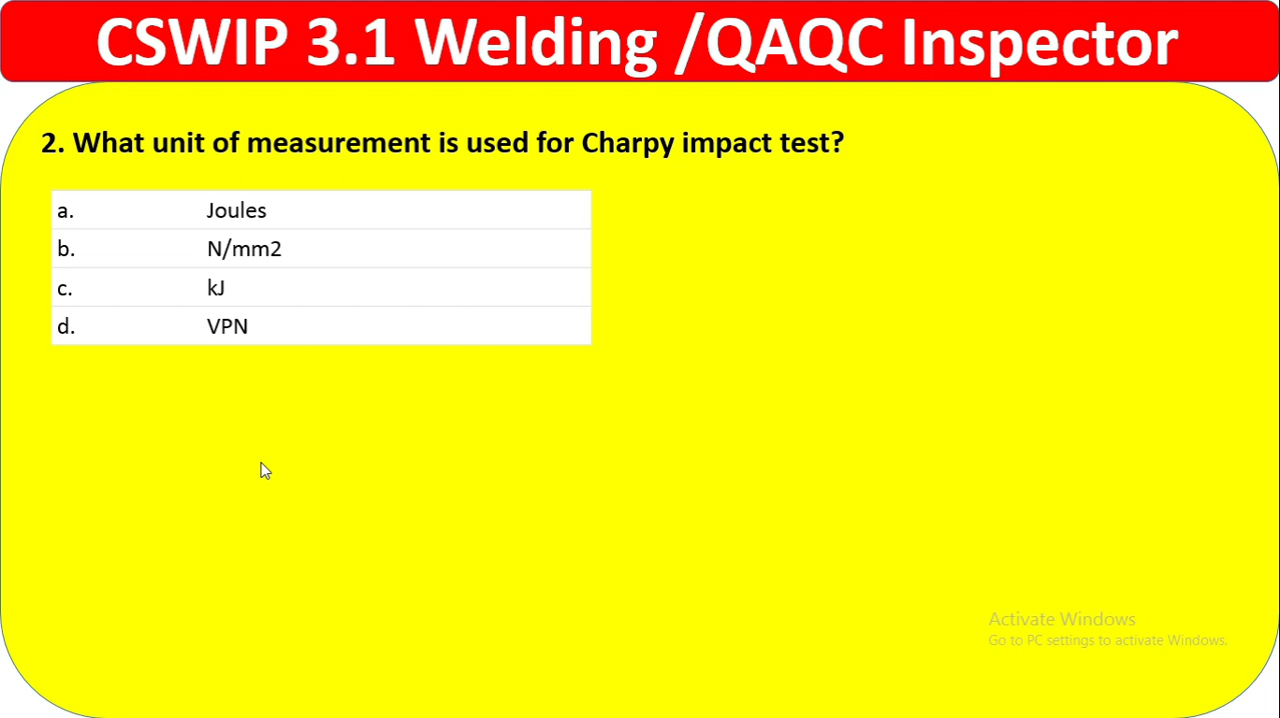 CSWIP 3.1 Welding /QAQC Inspector
2. What unit of measurement is used for Charpy impact test?
a. Joules
b. N/mm2
c. kJ
d. VPN
Activate Windows
Go to PC settings to activate Windows.